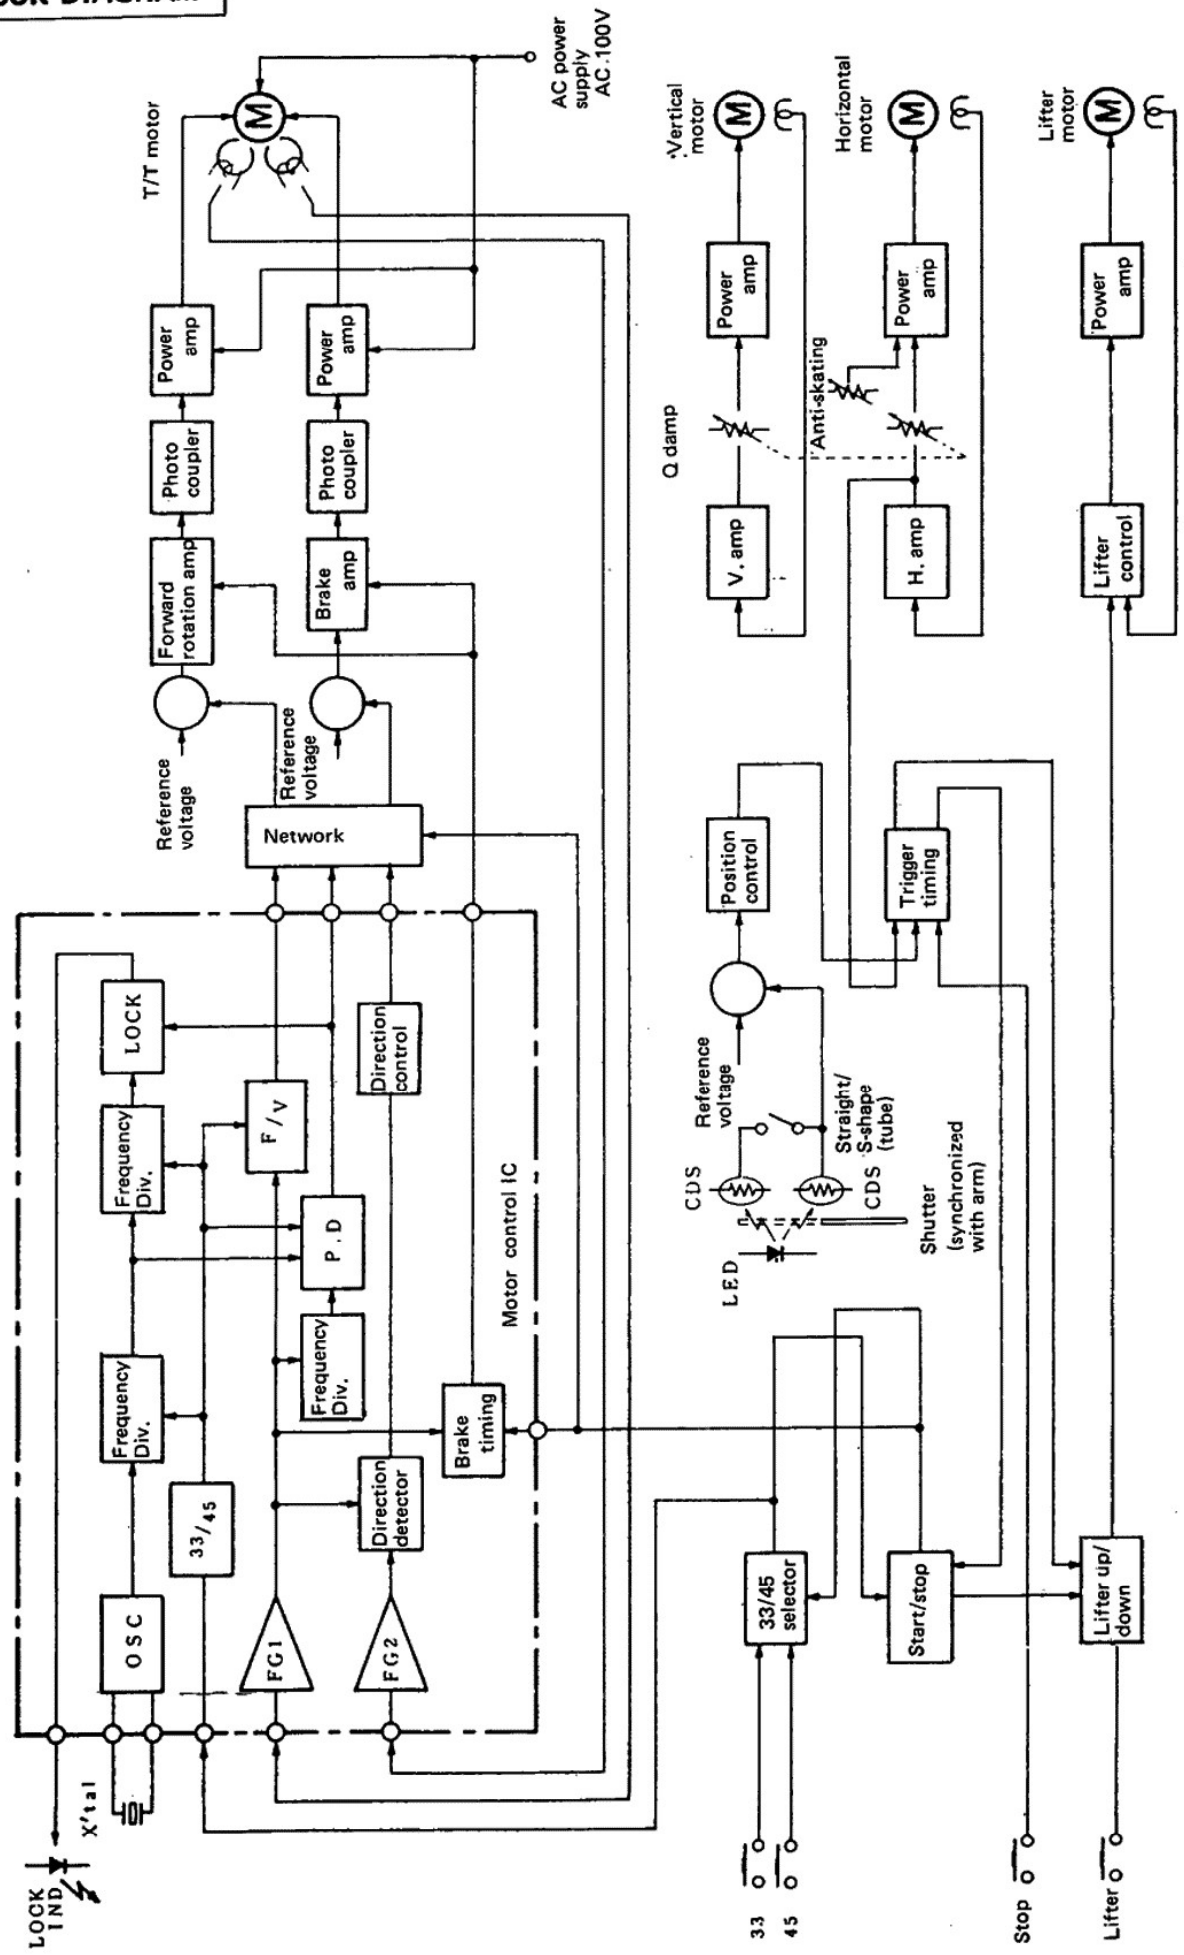 LOCK
IND
X'tal
OSC
33/45
FG1
FG2
Frequency
Div.
Frequency
Div.
LOCK
F/V
P.D
Frequency
Div.
Direction
detector
Direction
control
Brake
timing
Motor control IC
Network
Reference
voltage
Reference
voltage
Forward
rotation amp
Brake
amp
Photo
coupler
Photo
coupler
Power
amp
Power
amp
T/T motor
M
AC power
supply
AC 100V
33
45
Stop
Lifter
33/45
selector
Start/stop
Lifter up/
down
LED
CDS
CDS
Shutter
(synchronized
with arm)
Straight/
S-shape
(tube)
Reference
voltage
Position
control
Trigger
timing
V. amp
H. amp
Lifter
control
Q damp
Anti-skating
Power
amp
Power
amp
Power
amp
Vertical
motor
M
Horizontal
motor
M
Lifter
motor
M